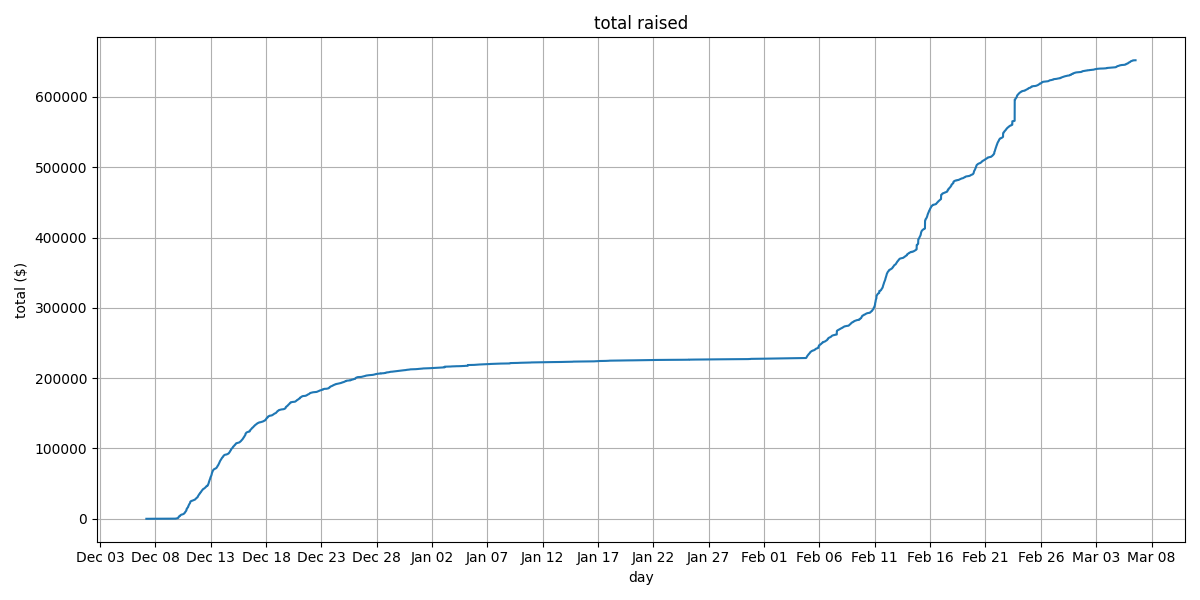 total raised
total ($)
600000
500000
400000
300000
200000
100000
0
Dec 03 Dec 08 Dec 13 Dec 18 Dec 23 Dec 28 Jan 02 Jan 07 Jan 12 Jan 17 Jan 22 Jan 27 Feb 01 Feb 06 Feb 11 Feb 16 Feb 21 Feb 26 Mar 03 Mar 08
day